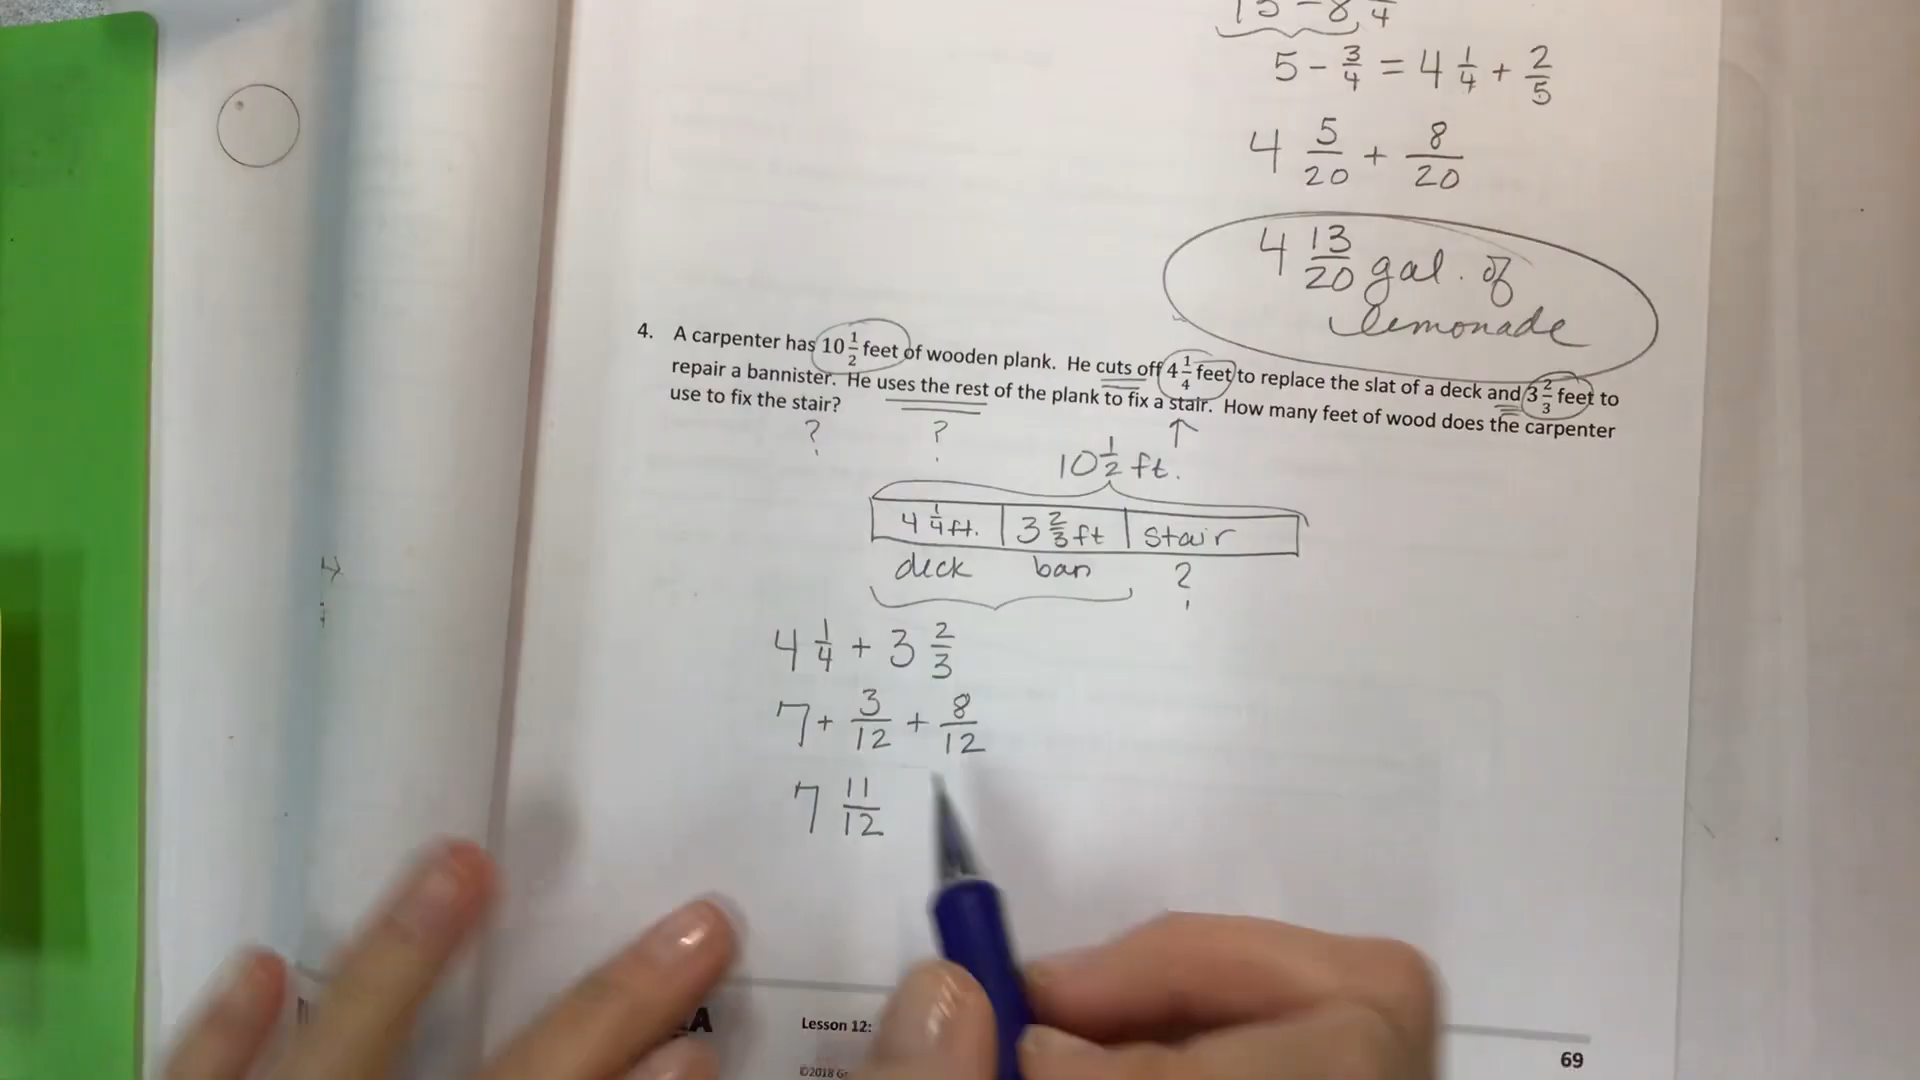 15 - 8 /4
5 - 3/4 = 4 1/4 + 2/5
4 5/20 + 8/20
4 13/20 gal. of
lemonade
4. A carpenter has 10 1/2 feet of wooden plank. He cuts off 4 1/4 feet to replace the slat of a deck and 3 2/3 feet to
repair a bannister. He uses the rest of the plank to fix a stair. How many feet of wood does the carpenter
use to fix the stair?
? ?
10 1/2 ft.
4 1/4 ft. 3 2/3 ft stair
deck ban ?
4 1/4 + 3 2/3
7 + 3/12 + 8/12
7 11/12
A Lesson 12:
©2018 G
69